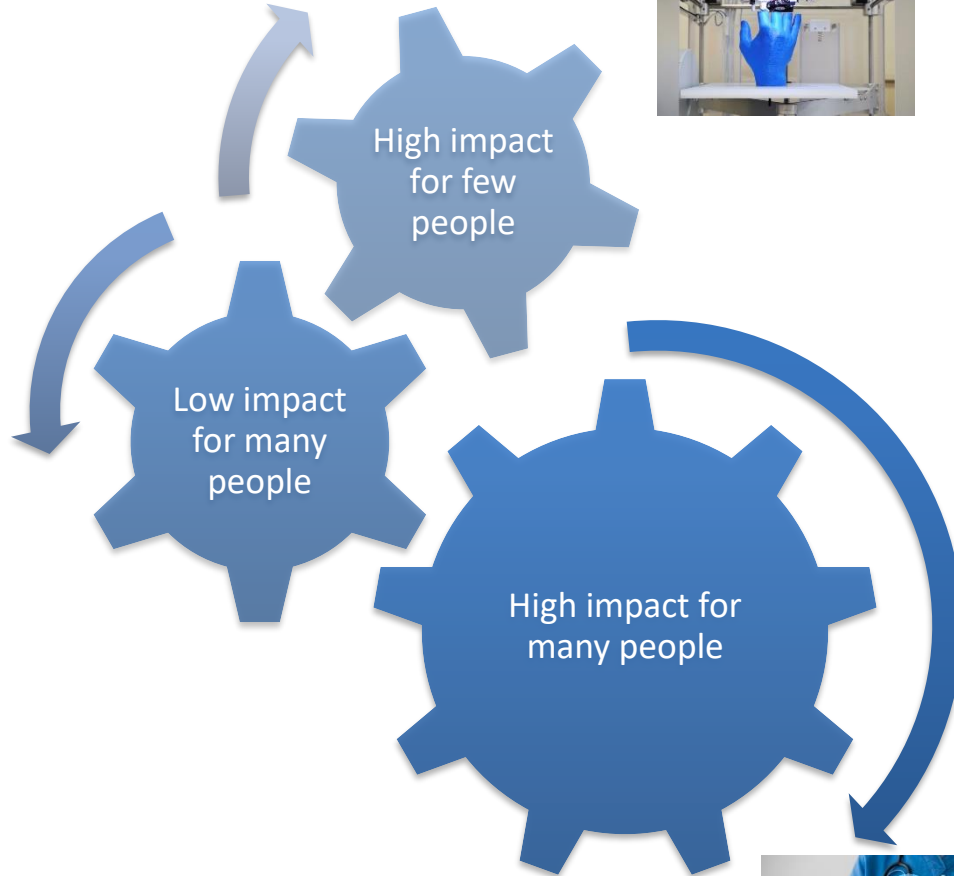 High impact
for few
people
Low impact
for many
people
High impact for
many people